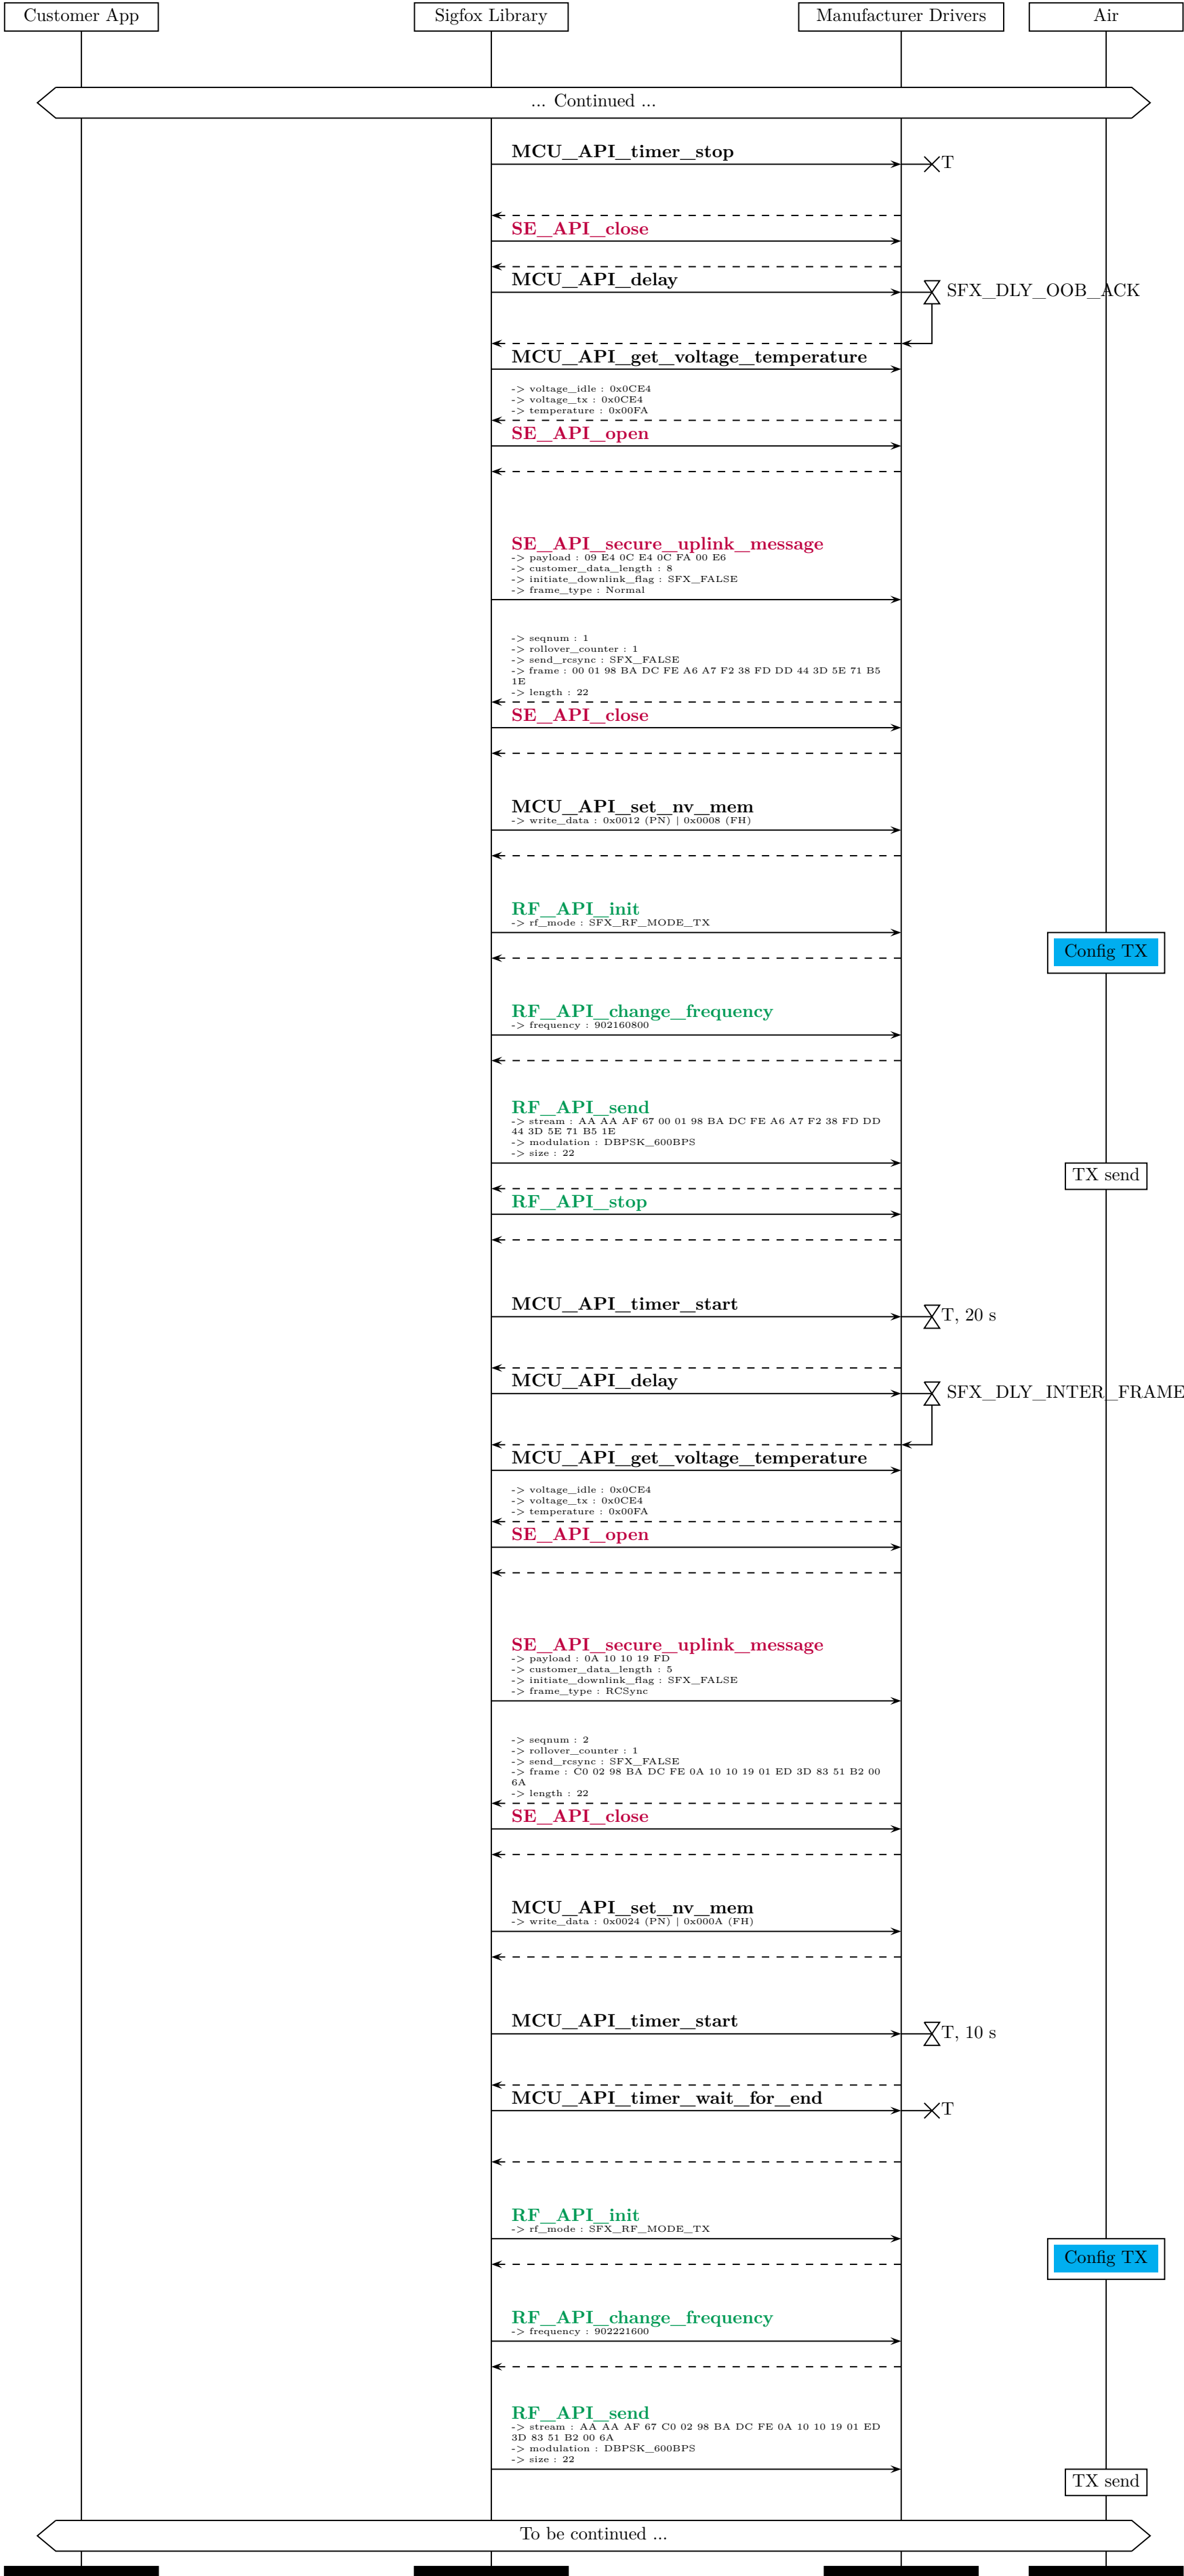 Customer App
Sigfox Library
Manufacturer Drivers
Air
... Continued ...
MCU_API_timer_stop
T
SE_API_close
MCU_API_delay
SFX_DLY_OOB_ACK
MCU_API_get_voltage_temperature
-> voltage_idle : 0x0CE4
-> voltage_tx : 0x0CE4
-> temperature : 0x00FA
SE_API_open
SE_API_secure_uplink_message
-> payload : 09 E4 0C E4 0C FA 00 E6
-> customer_data_length : 8
-> initiate_downlink_flag : SFX_FALSE
-> frame_type : Normal
-> seqnum : 1
-> rollover_counter : 1
-> send_rcsync : SFX_FALSE
-> frame : 00 01 98 BA DC FE A6 A7 F2 38 FD DD 44 3D 5E 71 B5
1E
-> length : 22
SE_API_close
MCU_API_set_nv_mem
-> write_data : 0x0012 (PN) | 0x0008 (FH)
RF_API_init
-> rf_mode : SFX_RF_MODE_TX
Config TX
RF_API_change_frequency
-> frequency : 902160800
RF_API_send
-> stream : AA AA AF 67 00 01 98 BA DC FE A6 A7 F2 38 FD DD
44 3D 5E 71 B5 1E
-> modulation : DBPSK_600BPS
-> size : 22
TX send
RF_API_stop
MCU_API_timer_start
T, 20 s
MCU_API_delay
SFX_DLY_INTER_FRAME
MCU_API_get_voltage_temperature
-> voltage_idle : 0x0CE4
-> voltage_tx : 0x0CE4
-> temperature : 0x00FA
SE_API_open
SE_API_secure_uplink_message
-> payload : 0A 10 10 19 FD
-> customer_data_length : 5
-> initiate_downlink_flag : SFX_FALSE
-> frame_type : RCSync
-> seqnum : 2
-> rollover_counter : 1
-> send_rcsync : SFX_FALSE
-> frame : C0 02 98 BA DC FE 0A 10 10 19 01 ED 3D 83 51 B2 00
6A
-> length : 22
SE_API_close
MCU_API_set_nv_mem
-> write_data : 0x0024 (PN) | 0x000A (FH)
MCU_API_timer_start
T, 10 s
MCU_API_timer_wait_for_end
T
RF_API_init
-> rf_mode : SFX_RF_MODE_TX
Config TX
RF_API_change_frequency
-> frequency : 902221600
RF_API_send
-> stream : AA AA AF 67 C0 02 98 BA DC FE 0A 10 10 19 01 ED
3D 83 51 B2 00 6A
-> modulation : DBPSK_600BPS
-> size : 22
TX send
To be continued ...